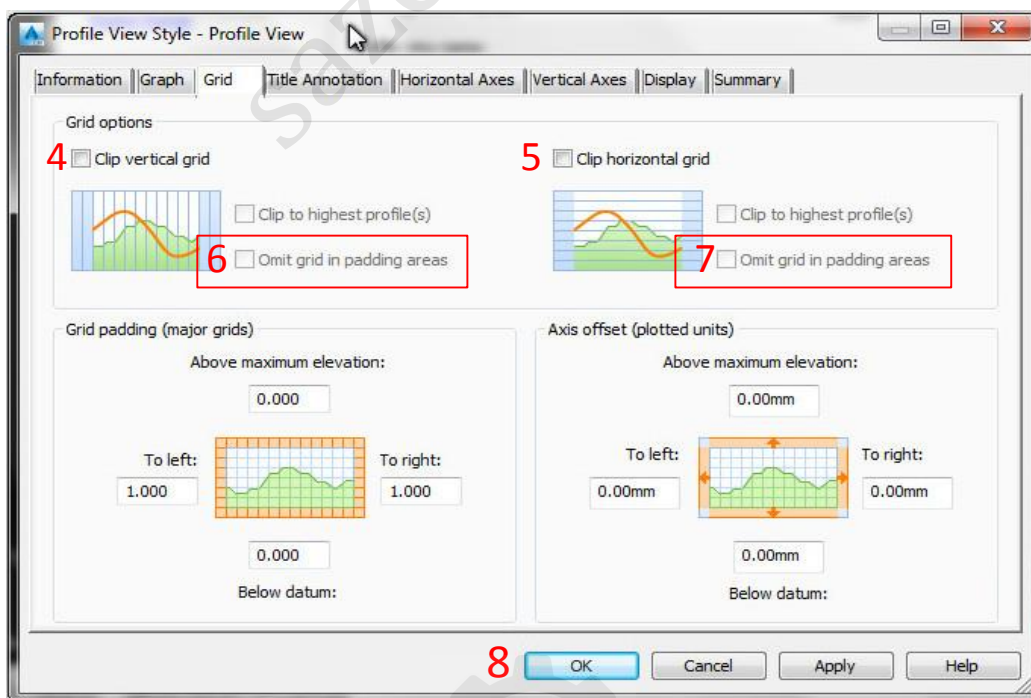 Profile View Style - Profile View
Information Graph Grid Title Annotation Horizontal Axes Vertical Axes Display Summary
Grid options
4 Clip vertical grid
5 Clip horizontal grid
Clip to highest profile(s)
Clip to highest profile(s)
6 Omit grid in padding areas
7 Omit grid in padding areas
Grid padding (major grids)
Above maximum elevation:
0.000
To left:
To right:
1.000
1.000
0.000
Below datum:
Axis offset (plotted units)
Above maximum elevation:
0.00mm
To left:
To right:
0.00mm
0.00mm
0.00mm
Below datum:
8 OK Cancel Apply Help